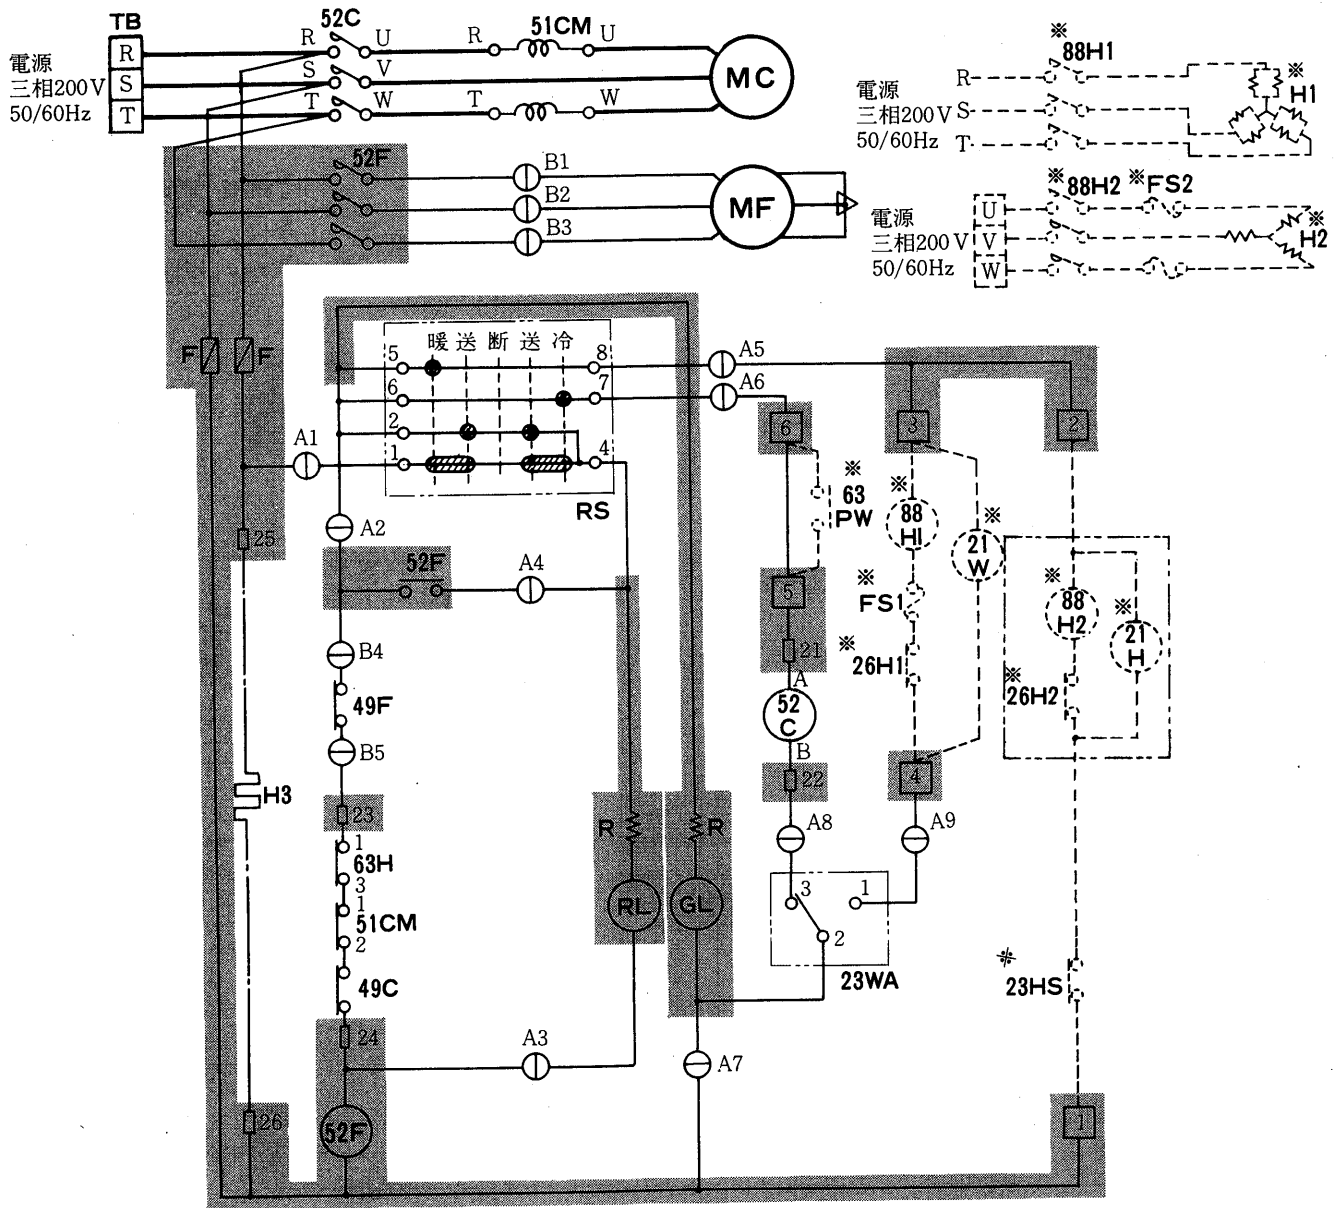 TB
電源
三相200V
50/60Hz
R
S
T
52C
R
U
S
V
T
W
R
51CM
U
T
W
MC
52F
B1
B2
B3
MF
※
88H1
電源
三相200V
50/60Hz
R
S
T
※
H1
※
88H2
※FS2
電源
三相200V
50/60Hz
U
V
W
※
H2
F
F
暖 送 断 送 冷
5
8
6
7
2
1
4
RS
A1
A5
A6
A2
6
3
2
※
63
PW
※
88
H1
※
21
W
25
52F
A4
5
※
FS1
※
88
H2
※
21
H
B4
21
※
26H1
49F
A
52
C
B
※
26H2
B5
H3
22
4
23
R
R
A8
A9
1
63H
3
1
51CM
2
RL
GL
3
1
2
23WA
49C
※
23HS
24
A3
A7
26
52F
1